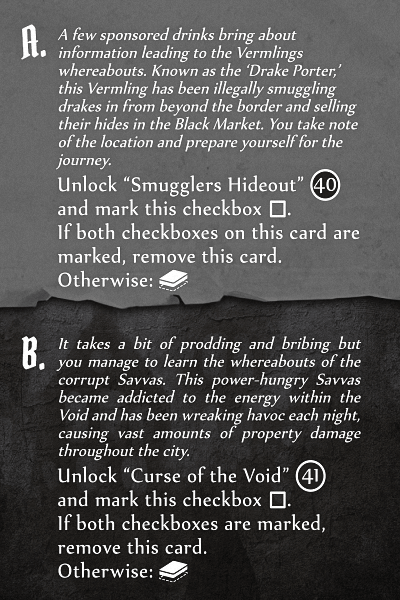 A. A few sponsored drinks bring about
information leading to the Vermlings
whereabouts. Known as the ‘Drake Porter,’
this Vermling has been illegally smuggling
drakes in from beyond the border and selling
their hides in the Black Market. You take note
of the location and prepare yourself for the
journey.
Unlock “Smugglers Hideout” 40
and mark this checkbox ☐.
If both checkboxes on this card are
marked, remove this card.
Otherwise:
B. It takes a bit of prodding and bribing but
you manage to learn the whereabouts of the
corrupt Savvas. This power-hungry Savvas
became addicted to the energy within the
Void and has been wreaking havoc each night,
causing vast amounts of property damage
throughout the city.
Unlock “Curse of the Void” 41
and mark this checkbox ☐.
If both checkboxes are marked,
remove this card.
Otherwise: